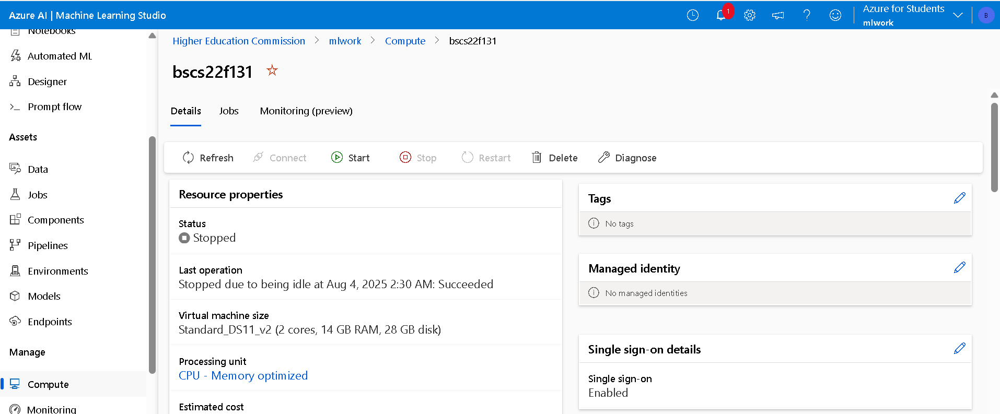 Azure AI | Machine Learning Studio
1
Azure for Students
mlwork
B
Notebooks
Automated ML
Designer
Prompt flow
Assets
Data
Jobs
Components
Pipelines
Environments
Models
Endpoints
Manage
Compute
Monitoring
Higher Education Commission > mlwork > Compute > bscs22f131
bscs22f131
Details Jobs Monitoring (preview)
Refresh Connect Start Stop Restart Delete Diagnose
Resource properties
Status
Stopped
Last operation
Stopped due to being idle at Aug 4, 2025 2:30 AM: Succeeded
Virtual machine size
Standard_DS11_v2 (2 cores, 14 GB RAM, 28 GB disk)
Processing unit
CPU - Memory optimized
Estimated cost
Tags
No tags
Managed identity
No managed identities
Single sign-on details
Single sign-on
Enabled